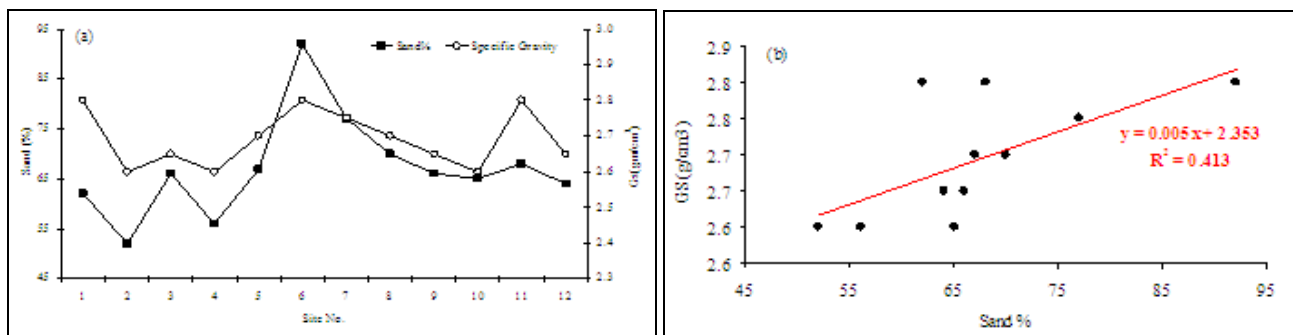 (a)
Sand% Specific Gravity
95
85
75
65
55
45
Sand (%)
3.0
2.9
2.8
2.7
2.6
2.5
2.4
2.3
Gs(gm/cm³)
1 2 3 4 5 6 7 8 9 10 11 12
Site No.
(b)
2.9
2.8
2.8
2.7
2.7
2.6
2.6
GS(g/cm3)
y = 0.005x + 2.353
R² = 0.413
45 55 65 75 85 95
Sand %